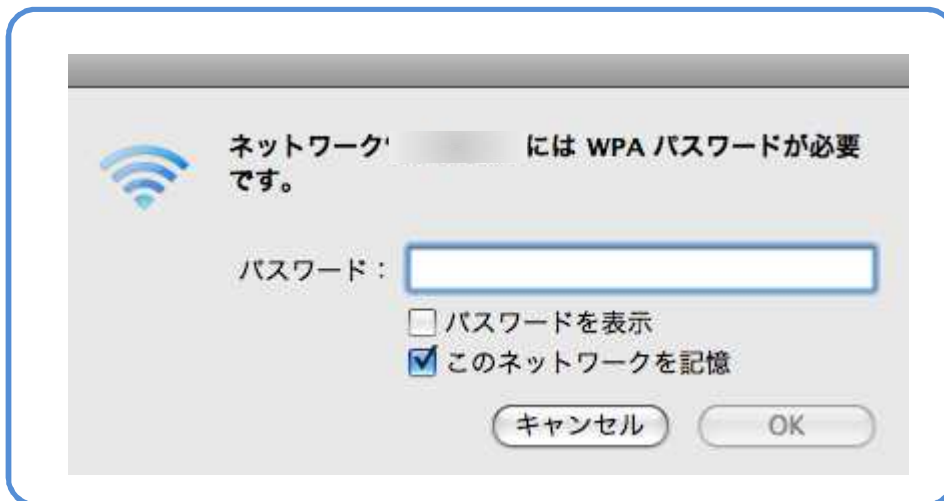 ネットワーク“ には WPA パスワードが必要
です。
パスワード：
パスワードを表示
このネットワークを記憶
キャンセル OK